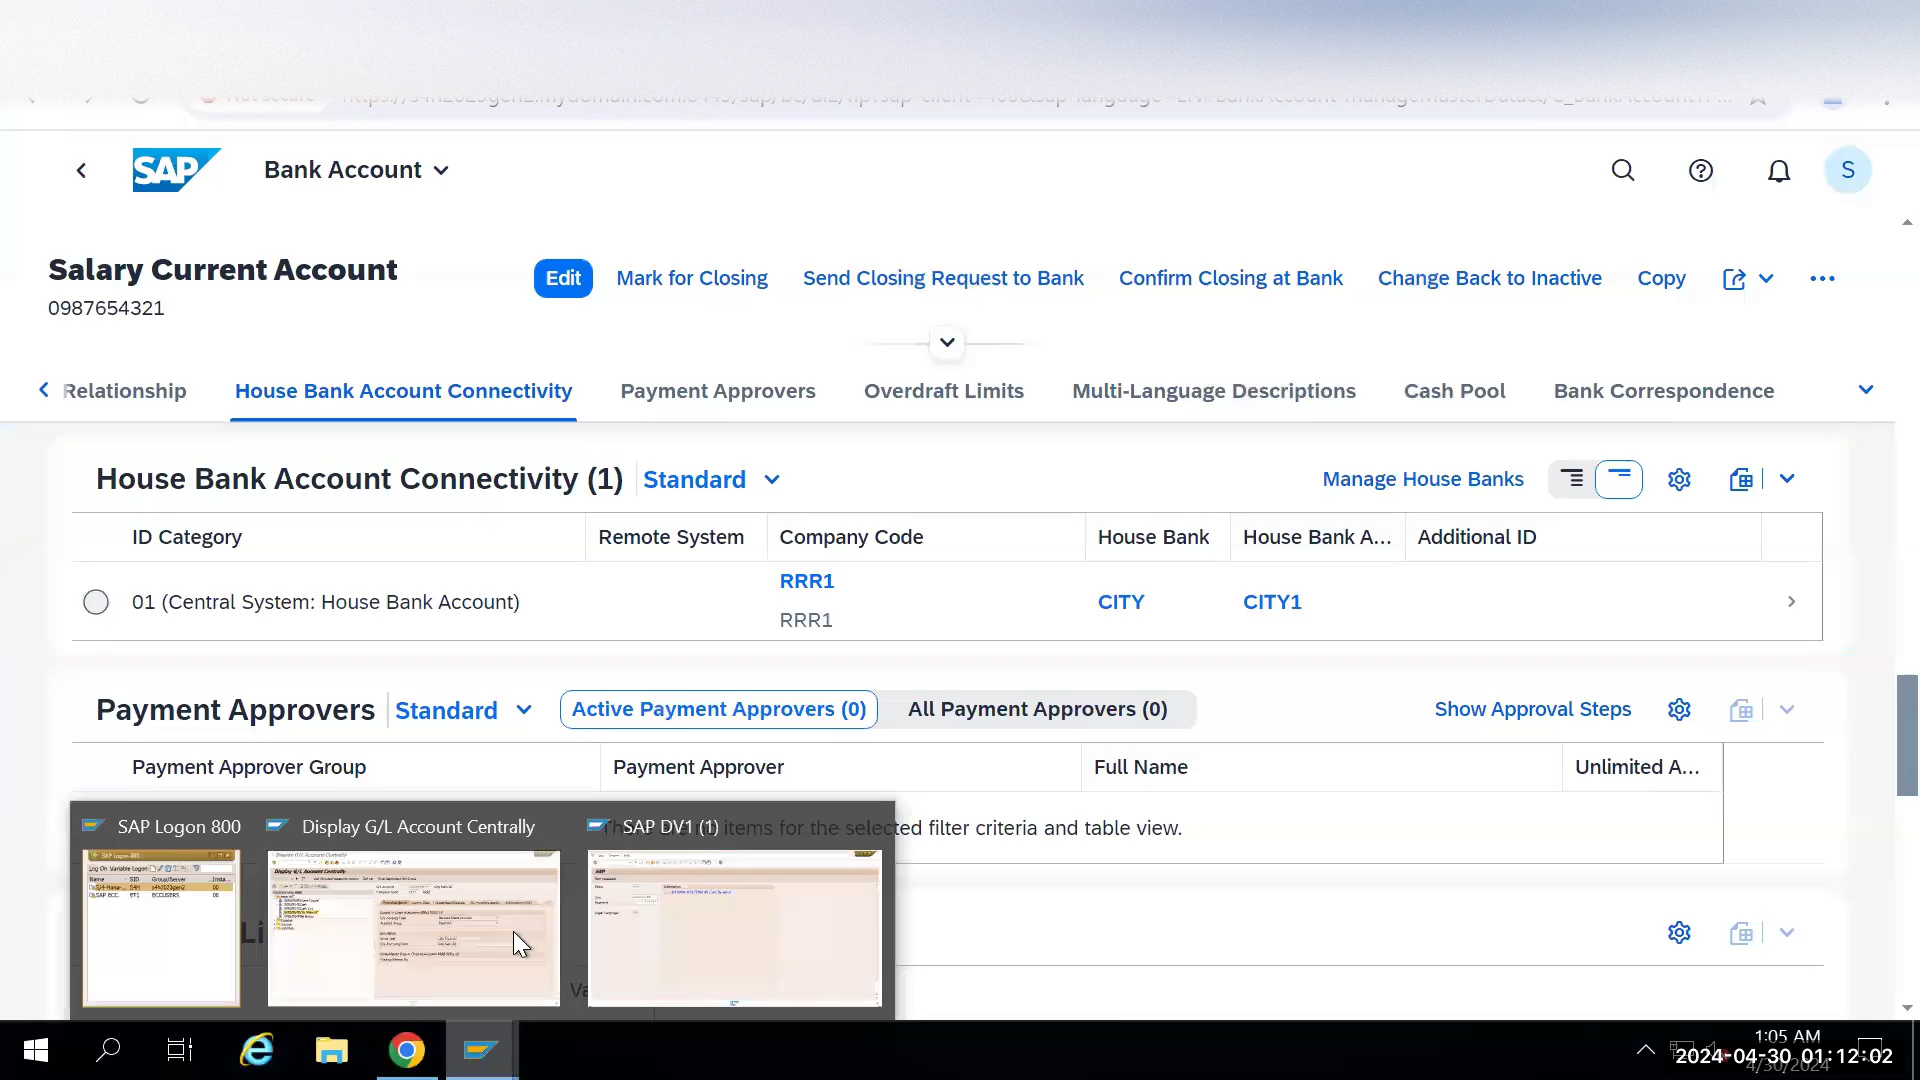 SAP
Bank Account
S
Salary Current Account
0987654321
Edit
Mark for Closing
Send Closing Request to Bank
Confirm Closing at Bank
Change Back to Inactive
Copy
Relationship
House Bank Account Connectivity
Payment Approvers
Overdraft Limits
Multi-Language Descriptions
Cash Pool
Bank Correspondence
House Bank Account Connectivity (1)
Standard
Manage House Banks
ID Category
Remote System
Company Code
House Bank
House Bank A...
Additional ID
01 (Central System: House Bank Account)
RRR1
RRR1
CITY
CITY1
Payment Approvers
Standard
Active Payment Approvers (0)
All Payment Approvers (0)
Show Approval Steps
Payment Approver Group
Payment Approver
Full Name
Unlimited A...
items for the selected filter criteria and table view.
SAP Logon 800
Display G/L Account Centrally
SAP DV1 (1)
1:05 AM
4/30/2024
2024-04-30 01:12:02